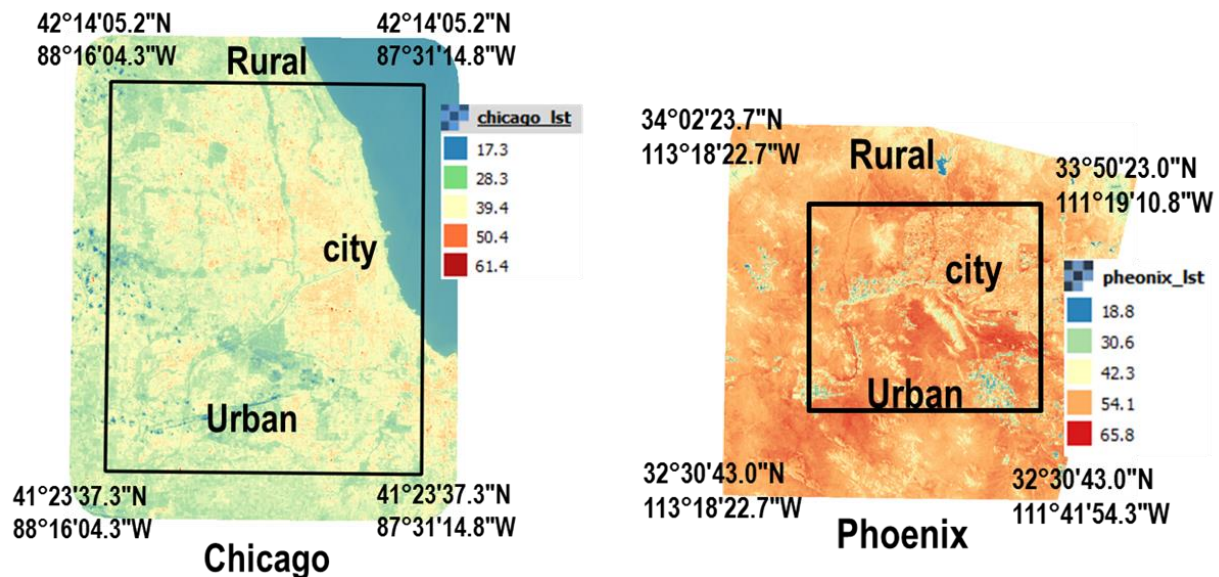 42°14'05.2"N
88°16'04.3"W
42°14'05.2"N
87°31'14.8"W
Rural
chicago_lst
17.3
28.3
39.4
50.4
61.4
city
Urban
41°23'37.3"N
88°16'04.3"W
41°23'37.3"N
87°31'14.8"W
Chicago
34°02'23.7"N
113°18'22.7"W
Rural
33°50'23.0"N
111°19'10.8"W
city
pheonix_lst
18.8
30.6
42.3
54.1
65.8
Urban
32°30'43.0"N
113°18'22.7"W
32°30'43.0"N
111°41'54.3"W
Phoenix